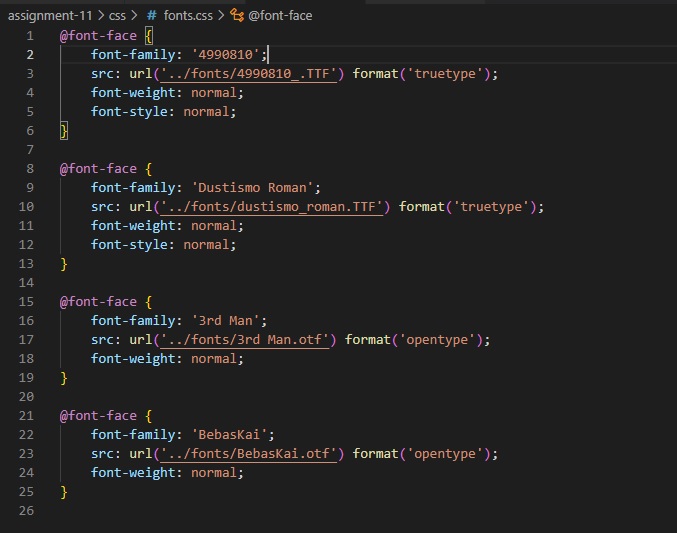 assignment-11 > css > # fonts.css > @font-face
1 @font-face {
2 font-family: '4990810';
3 src: url('../fonts/4990810_.TTF') format('truetype');
4 font-weight: normal;
5 font-style: normal;
6 }
7
8 @font-face {
9 font-family: 'Dustismo Roman';
10 src: url('../fonts/dustismo_roman.TTF') format('truetype');
11 font-weight: normal;
12 font-style: normal;
13 }
14
15 @font-face {
16 font-family: '3rd Man';
17 src: url('../fonts/3rd Man.otf') format('opentype');
18 font-weight: normal;
19 }
20
21 @font-face {
22 font-family: 'BebasKai';
23 src: url('../fonts/BebasKai.otf') format('opentype');
24 font-weight: normal;
25 }
26